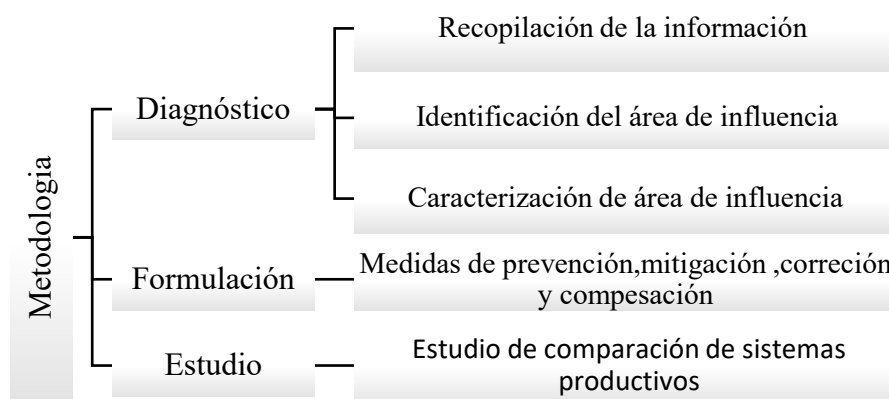 Metodologia
Diagnóstico
Recopilación de la información
Identificación del área de influencia
Caracterización de área de influencia
Formulación
Medidas de prevención,mitigación ,correción
y compesación
Estudio
Estudio de comparación de sistemas
productivos